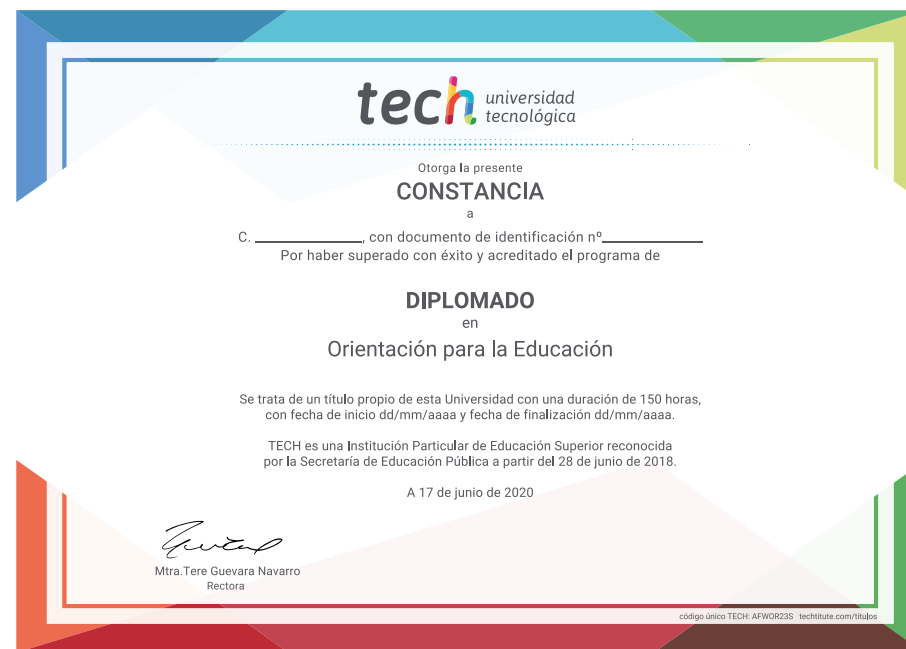 tech universidad
tecnológica
Otorga la presente
CONSTANCIA
a
C. ____________, con documento de identificación nº____________
Por haber superado con éxito y acreditado el programa de
DIPLOMADO
en
Orientación para la Educación
Se trata de un título propio de esta Universidad con una duración de 150 horas,
con fecha de inicio dd/mm/aaaa y fecha de finalización dd/mm/aaaa.
TECH es una Institución Particular de Educación Superior reconocida
por la Secretaría de Educación Pública a partir del 28 de junio de 2018.
A 17 de junio de 2020
Mtra.Tere Guevara Navarro
Rectora
código único TECH: AFWOR23S techtitute.com/titulos